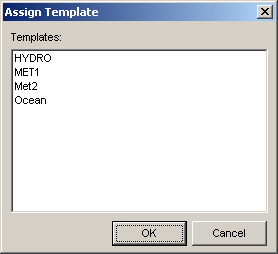 Assign Template
Templates:
HYDRO
MET1
Met2
Ocean
OK
Cancel